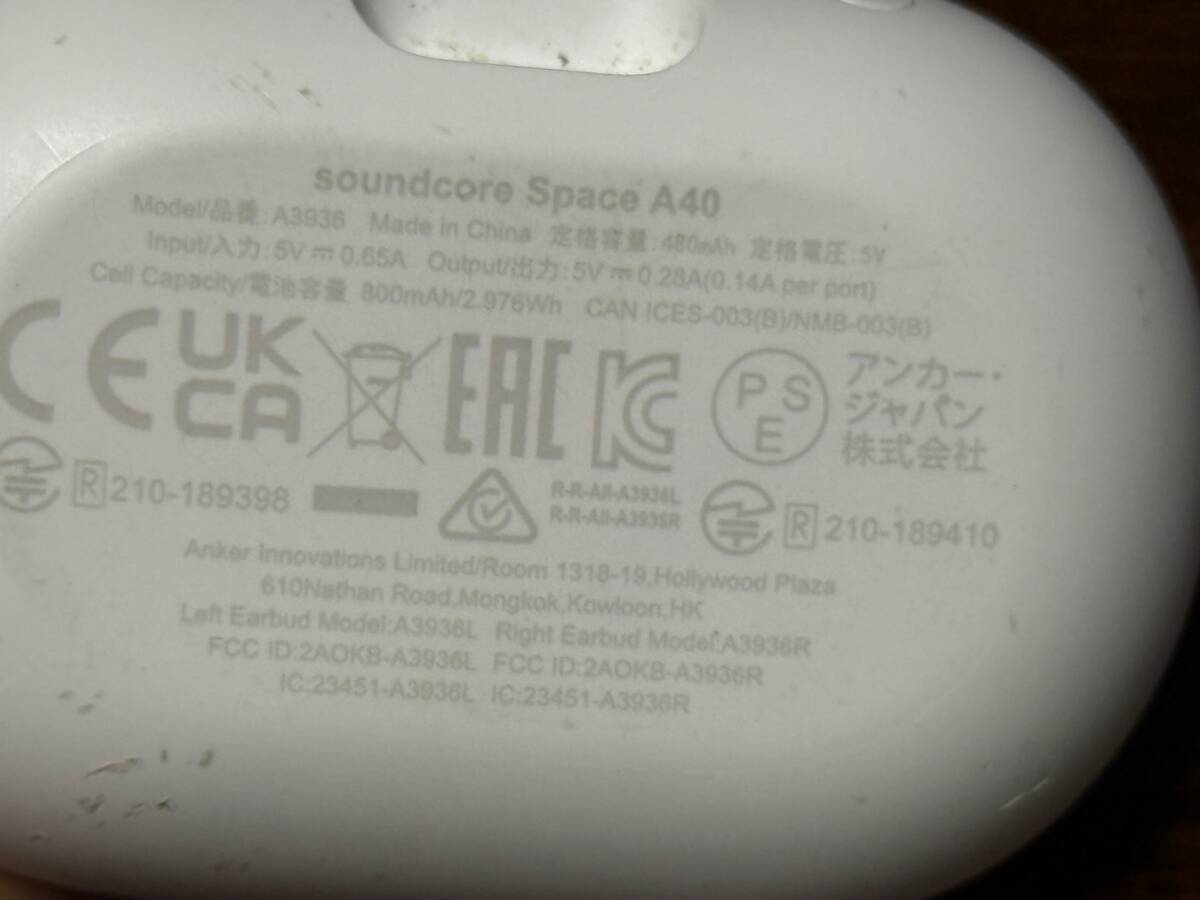 soundcore Space A40
Model/品番:A3936 Made in China 定格容量:480mAh 定格電圧:5V
Input/入力:5V⎓0.65A Output/出力:5V⎓0.28A(0.14A per port)
Cell Capacity/電池容量 800mAh/2.976Wh CAN ICES-003(B)/NMB-003(B)
CE UKCA EAC KC PSE アンカー・
ジャパン
株式会社
R 210-189398 R-R-All-A3936L
R-R-All-A3936R R 210-189410
Anker Innovations Limited/Room 1318-19,Hollywood Plaza
610Nathan Road,Mongkok,Kowloon,HK
Left Earbud Model:A3936L Right Earbud Model:A3936R
FCC ID:2AOKB-A3936L FCC ID:2AOKB-A3936R
IC:23451-A3936L IC:23451-A3936R